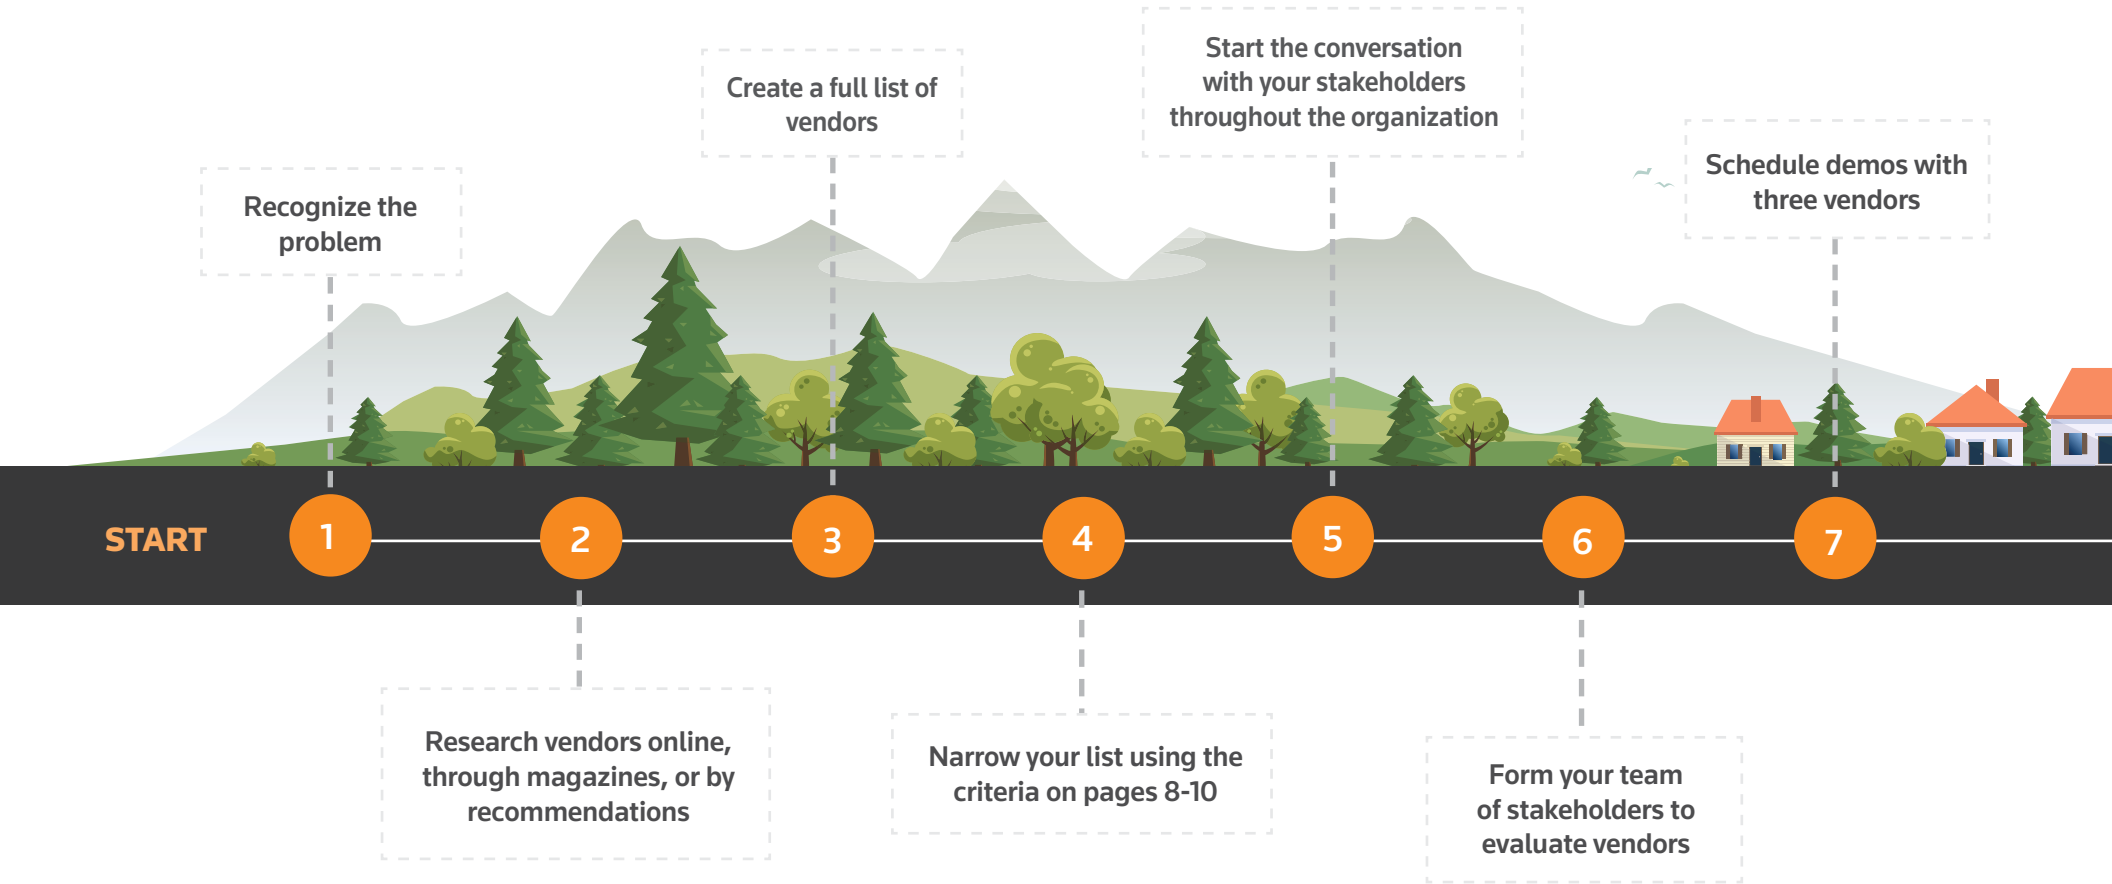 START
1
Recognize the
problem
2
Research vendors online,
through magazines, or by
recommendations
3
Create a full list of
vendors
4
Narrow your list using the
criteria on pages 8-10
5
Start the conversation
with your stakeholders
throughout the organization
6
Form your team
of stakeholders to
evaluate vendors
7
Schedule demos with
three vendors